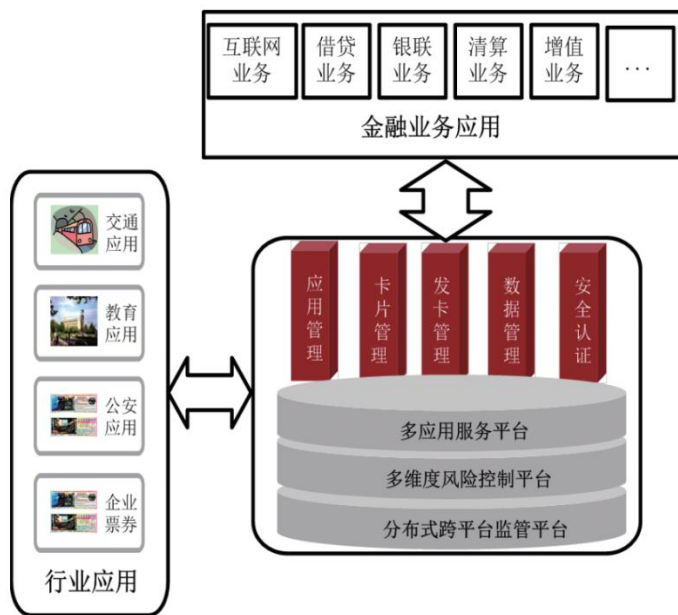 互联网
业务
借贷
业务
银联
业务
清算
业务
增值
业务
...
金融业务应用
交通
应用
教育
应用
公安
应用
企业
票券
行业应用
应用管理
卡片管理
发卡管理
数据管理
安全认证
多应用服务平台
多维度风险控制平台
分布式跨平台监管平台